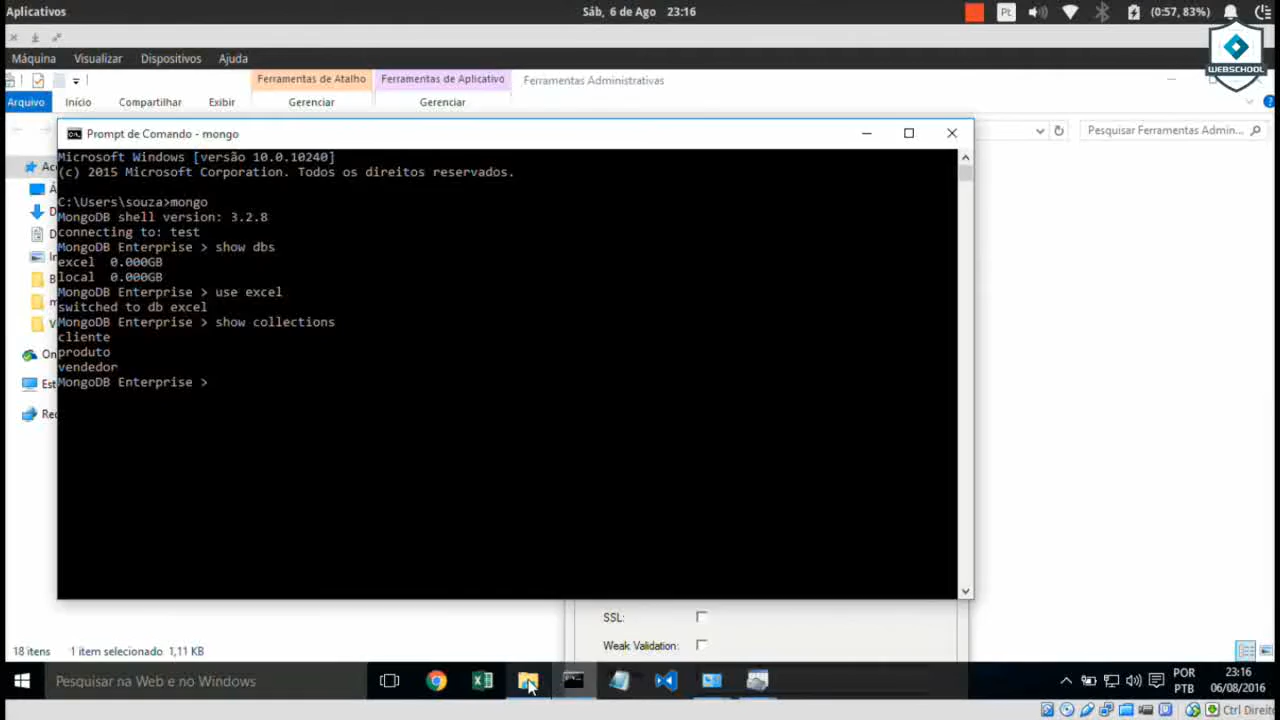 Aplicativos
Sáb, 6 de Ago 23:16
Pt
(0:57, 83%)
WEBSCHOOL
Máquina Visualizar Dispositivos Ajuda
Ferramentas de Atalho Ferramentas de Aplicativo Ferramentas Administrativas
Arquivo Início Compartilhar Exibir Gerenciar Gerenciar
Prompt de Comando - mongo
Pesquisar Ferramentas Admin...
Microsoft Windows [versão 10.0.10240]
(c) 2015 Microsoft Corporation. Todos os direitos reservados.
C:\Users\souza>mongo
MongoDB shell version: 3.2.8
connecting to: test
MongoDB Enterprise > show dbs
excel 0.000GB
local 0.000GB
MongoDB Enterprise > use excel
switched to db excel
MongoDB Enterprise > show collections
cliente
produto
vendedor
MongoDB Enterprise >
SSL:
Weak Validation:
18 itens 1 item selecionado 1,11 KB
Pesquisar na Web e no Windows
POR
PTB
23:16
06/08/2016
Ctrl Direito